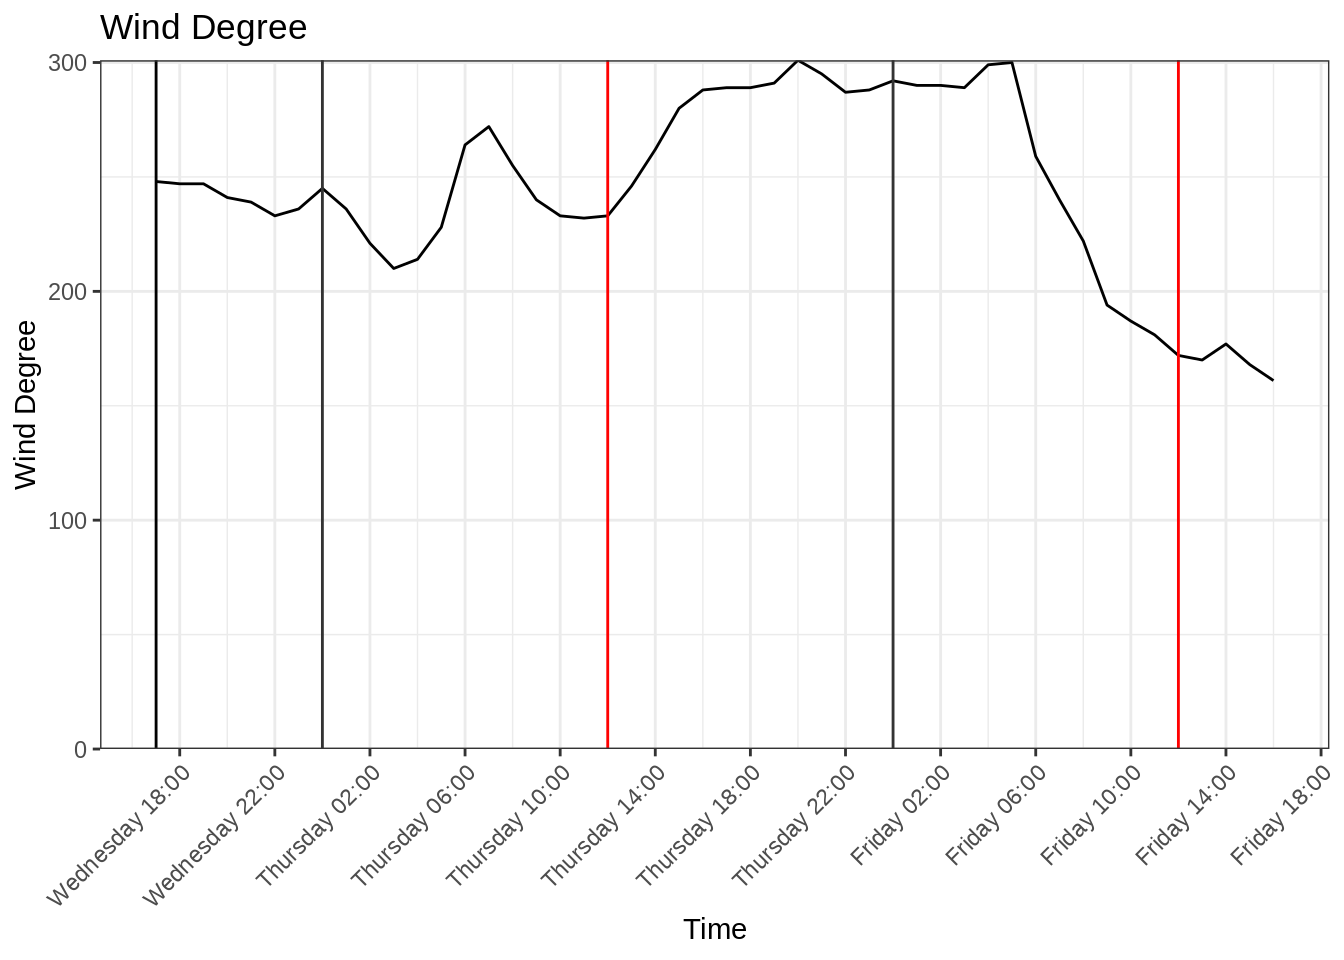 Wind Degree
Wind Degree
300
200
100
0
Wednesday 18:00
Wednesday 22:00
Thursday 02:00
Thursday 06:00
Thursday 10:00
Thursday 14:00
Thursday 18:00
Thursday 22:00
Friday 02:00
Friday 06:00
Friday 10:00
Friday 14:00
Friday 18:00
Time